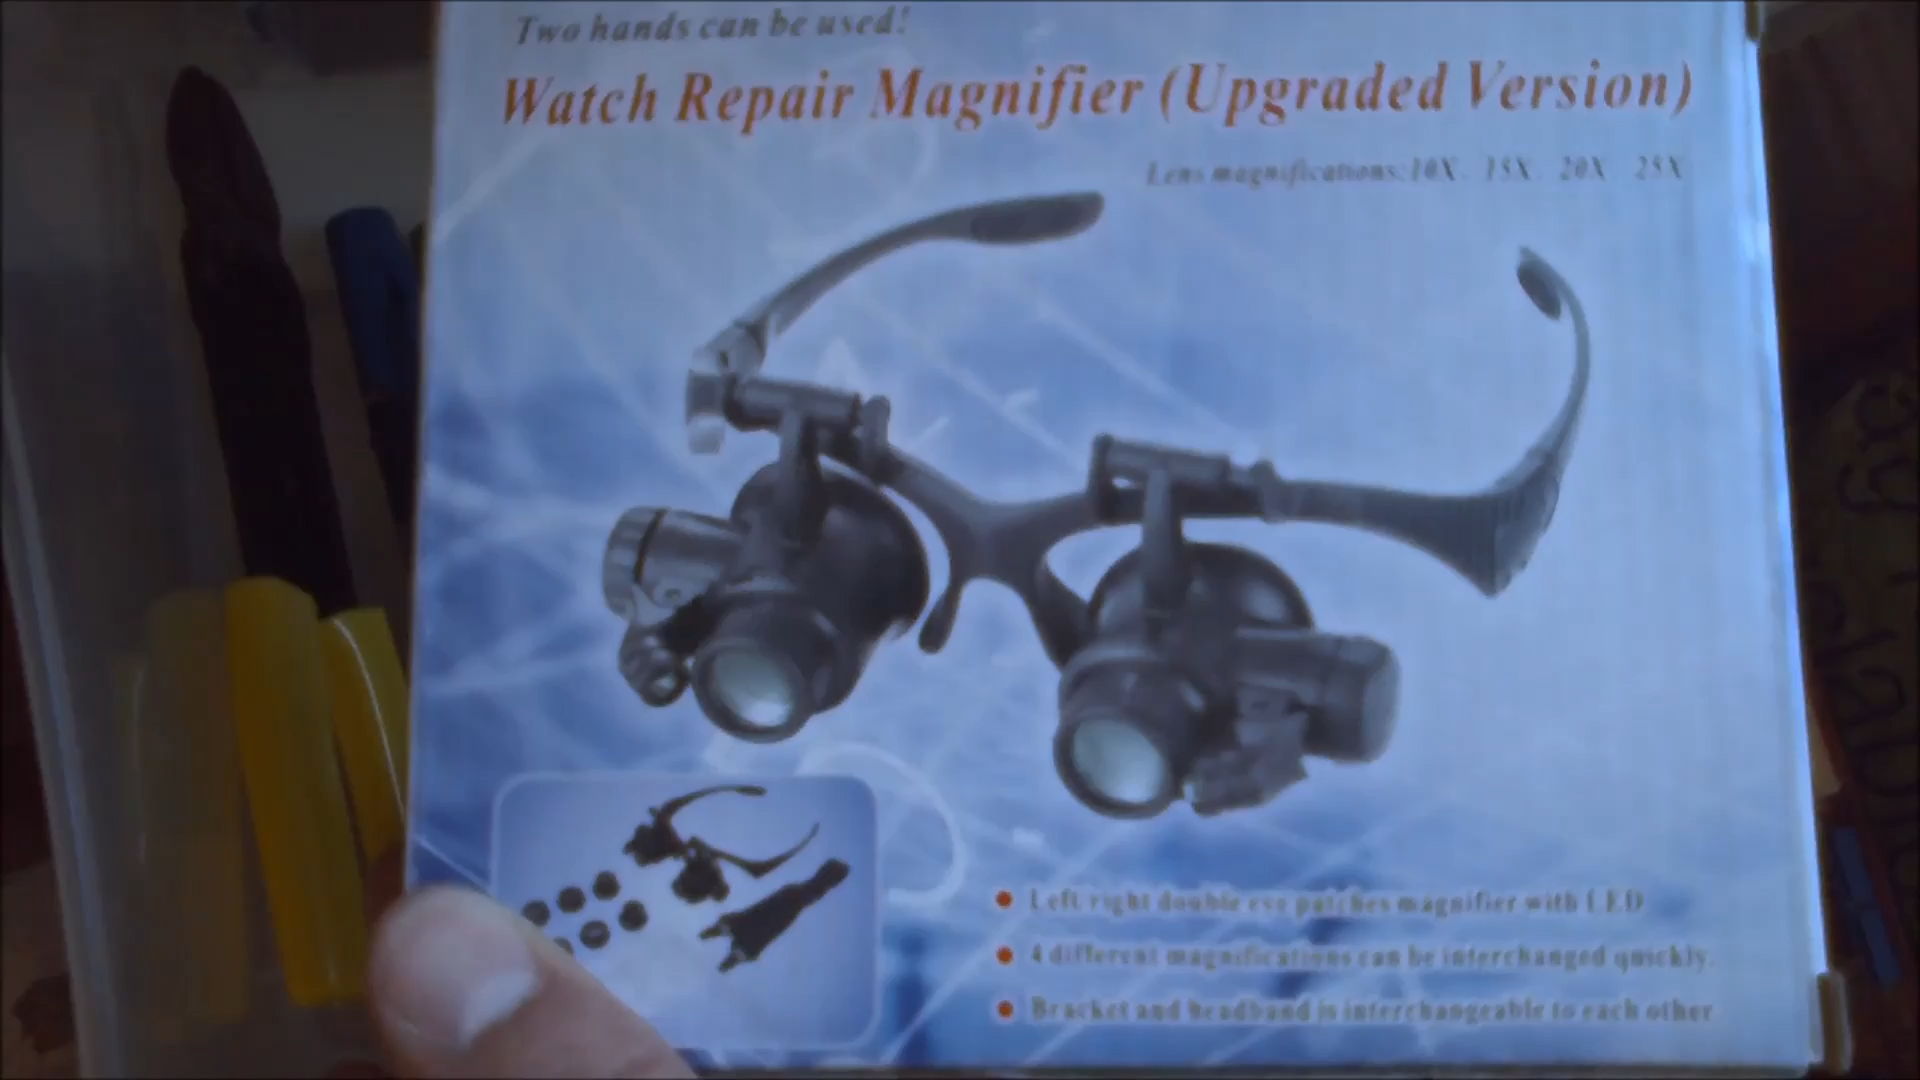 Two hands can be used!
Watch Repair Magnifier (Upgraded Version)
Lens magnifications:10X. 15X. 20X 25X
Left right double eye patches magnifier with LED
4 different magnifications can be interchanged quickly.
Bracket and headband is interchangeable to each other